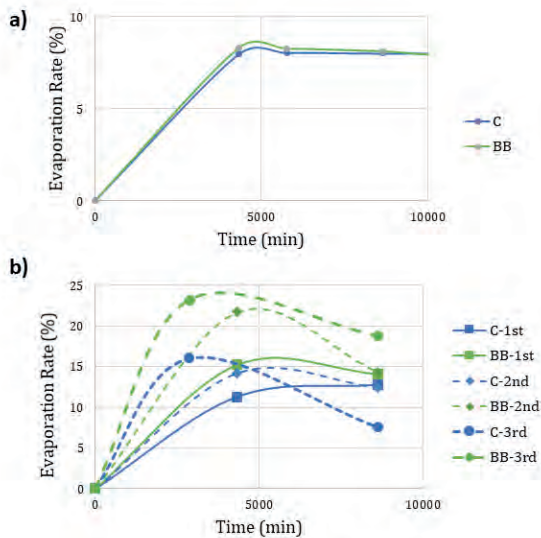 a)
10
5
0
0 5000 10000
Evaporation Rate (%)
Time (min)
C
BB
b)
25
20
15
10
5
0
0 5000 10000
Evaporation Rate (%)
Time (min)
C-1st
BB-1st
C-2nd
BB-2nd
C-3rd
BB-3rd